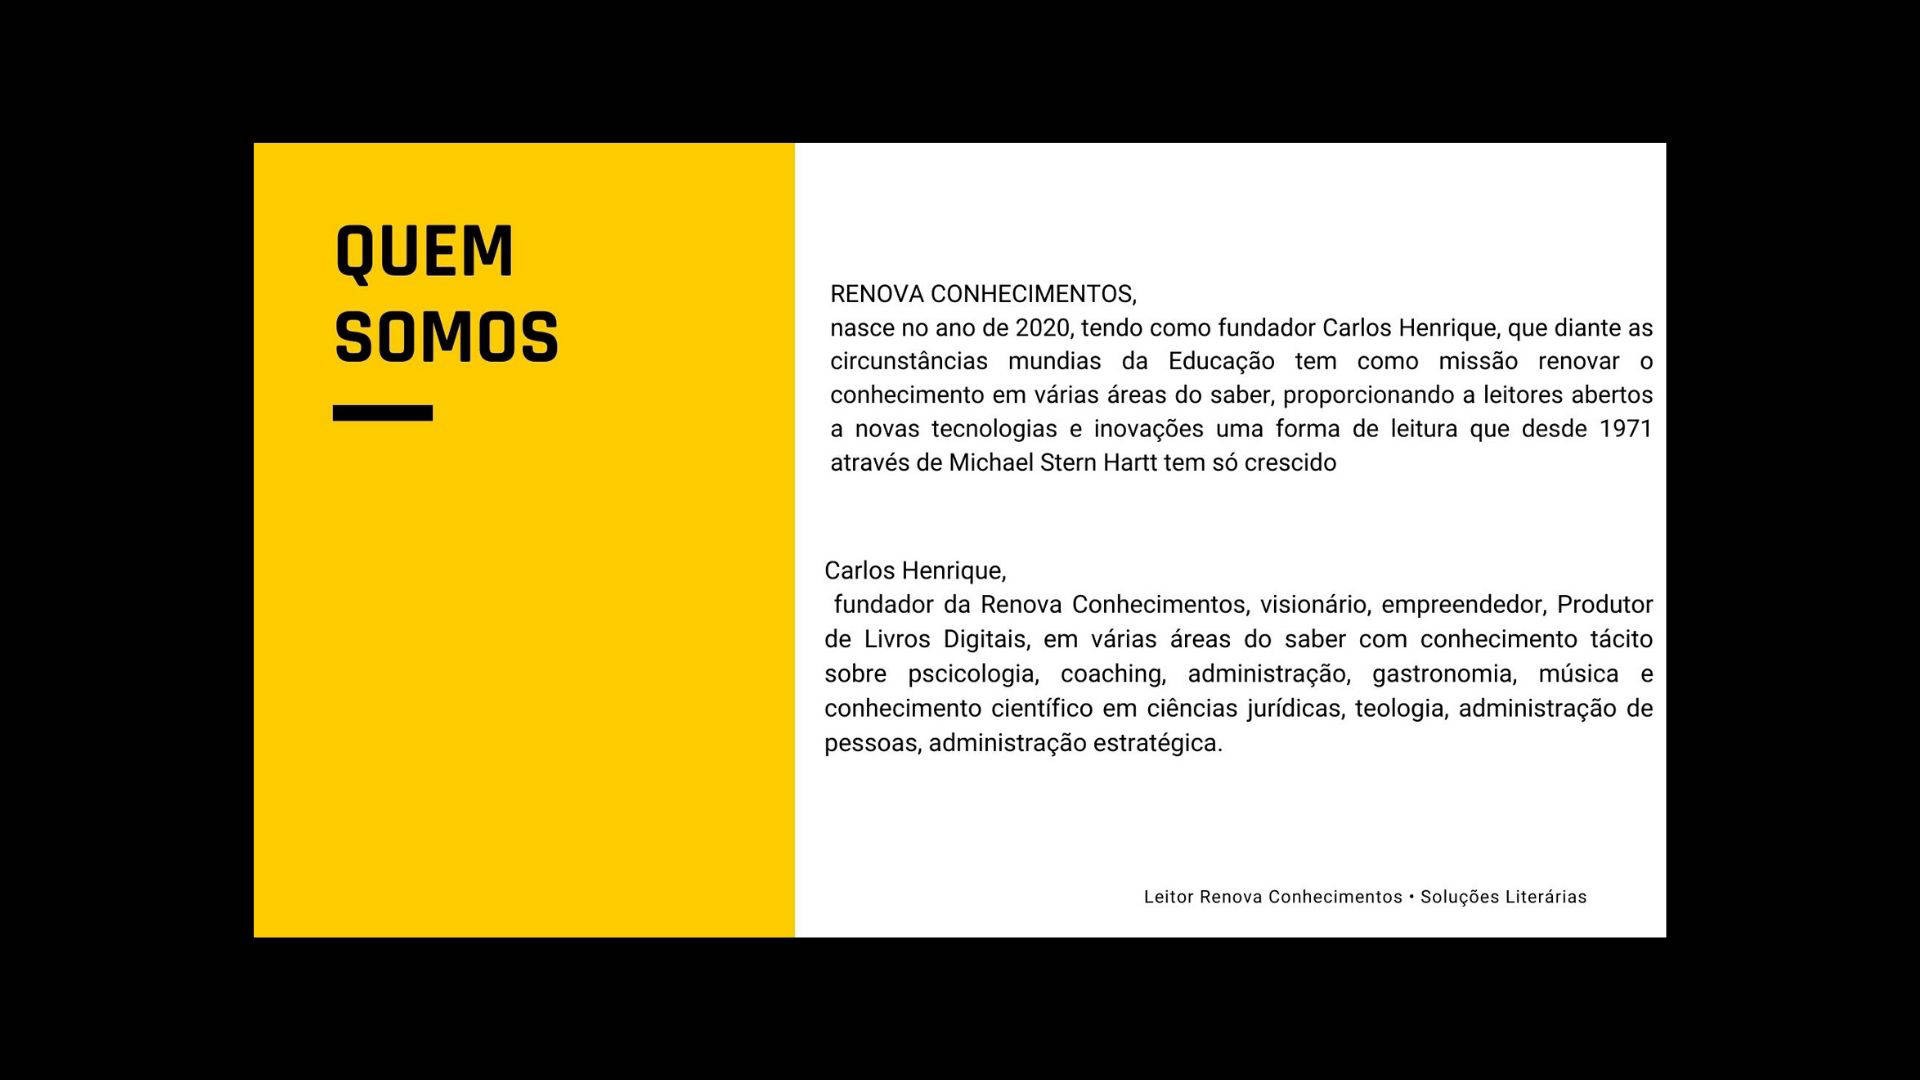 QUEM
SOMOS
RENOVA CONHECIMENTOS,
nasce no ano de 2020, tendo como fundador Carlos Henrique, que diante as
circunstâncias mundias da Educação tem como missão renovar o
conhecimento em várias áreas do saber, proporcionando a leitores abertos
a novas tecnologias e inovações uma forma de leitura que desde 1971
através de Michael Stern Hartt tem só crescido
Carlos Henrique,
fundador da Renova Conhecimentos, visionário, empreendedor, Produtor
de Livros Digitais, em várias áreas do saber com conhecimento tácito
sobre pscicologia, coaching, administração, gastronomia, música e
conhecimento científico em ciências jurídicas, teologia, administração de
pessoas, administração estratégica.
Leitor Renova Conhecimentos • Soluções Literárias